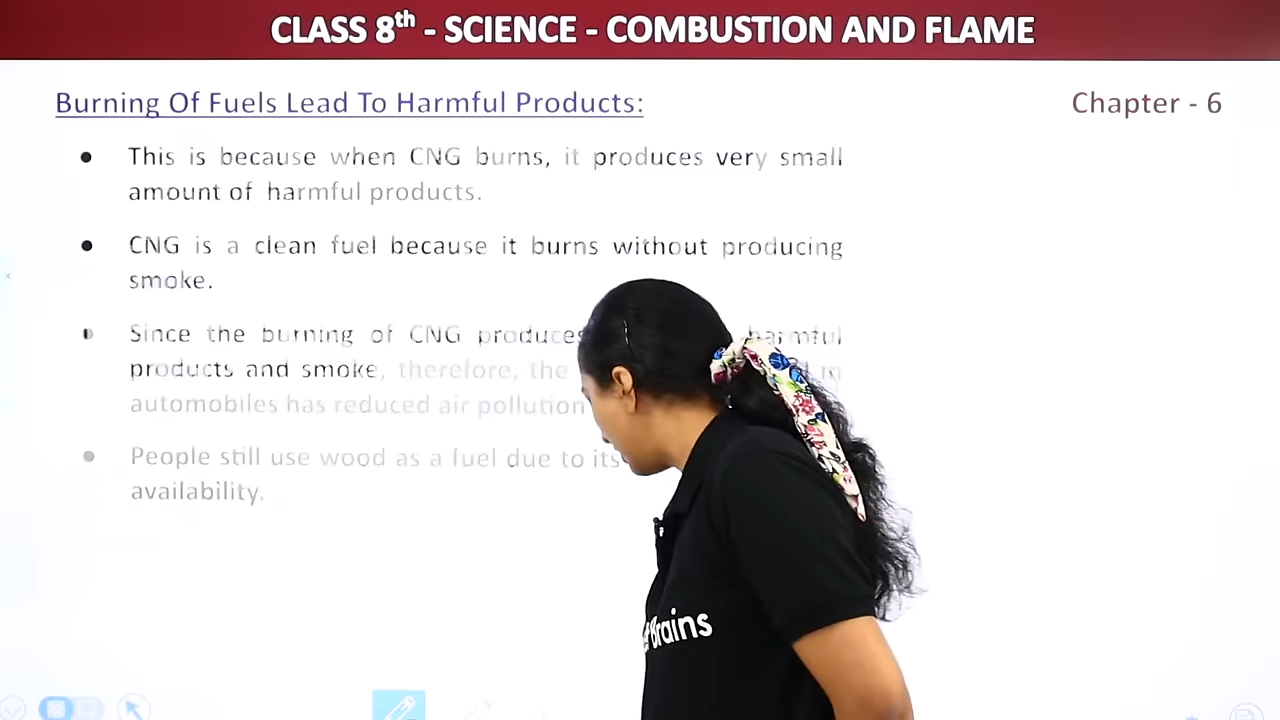 CLASS 8th - SCIENCE - COMBUSTION AND FLAME
Burning Of Fuels Lead To Harmful Products:
Chapter - 6
● This is because when CNG burns, it produces very small
amount of harmful products.
● CNG is a clean fuel because it burns without producing
smoke.
Since the burning of CNG produces harmful
products and smoke, therefore, the
automobiles has reduced air pollution
● People still use wood as a fuel due to its
availability.
Brains